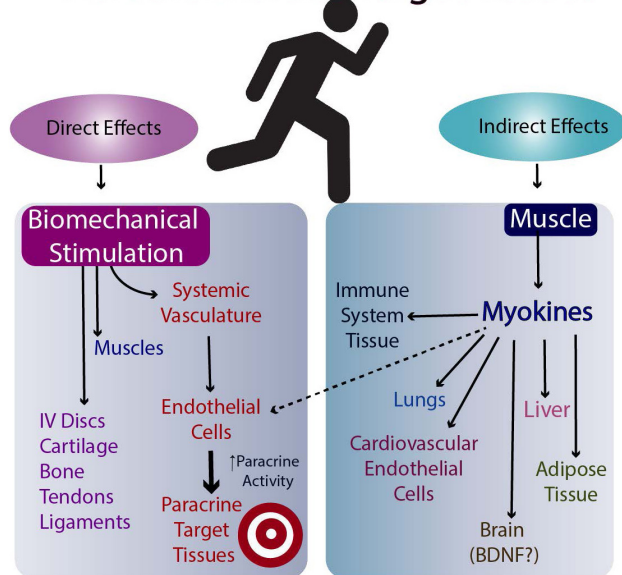 Direct Effects
Indirect Effects
Biomechanical
Stimulation
Systemic
Vasculature
Muscles
IV Discs
Cartilage
Bone
Tendons
Ligaments
Endothelial
Cells
↑Paracrine
Activity
Paracrine
Target
Tissues
Muscle
Myokines
Immune
System
Tissue
Lungs
Cardiovascular
Endothelial
Cells
Liver
Adipose
Tissue
Brain
(BDNF?)